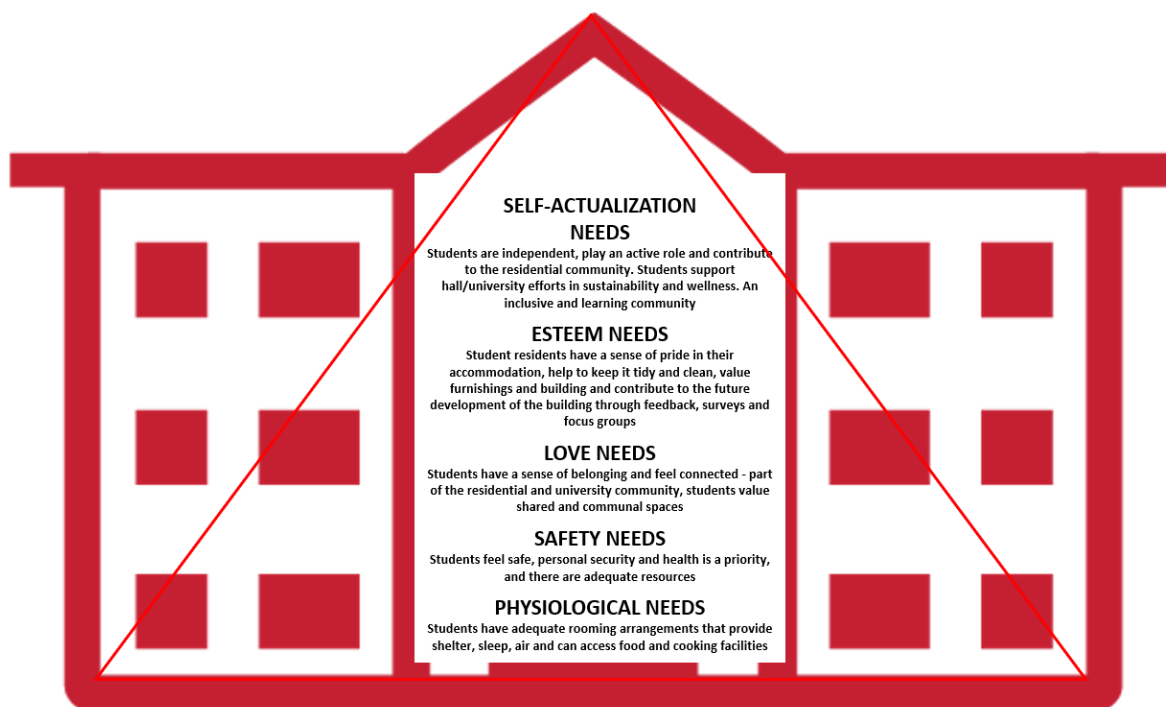 SELF-ACTUALIZATION
NEEDS
Students are independent, play an active role and contribute
to the residential community. Students support
hall/university efforts in sustainability and wellness. An
inclusive and learning community
ESTEEM NEEDS
Student residents have a sense of pride in their
accommodation, help to keep it tidy and clean, value
furnishings and building and contribute to the future
development of the building through feedback, surveys and
focus groups
LOVE NEEDS
Students have a sense of belonging and feel connected - part
of the residential and university community, students value
shared and communal spaces
SAFETY NEEDS
Students feel safe, personal security and health is a priority,
and there are adequate resources
PHYSIOLOGICAL NEEDS
Students have adequate rooming arrangements that provide
shelter, sleep, air and can access food and cooking facilities